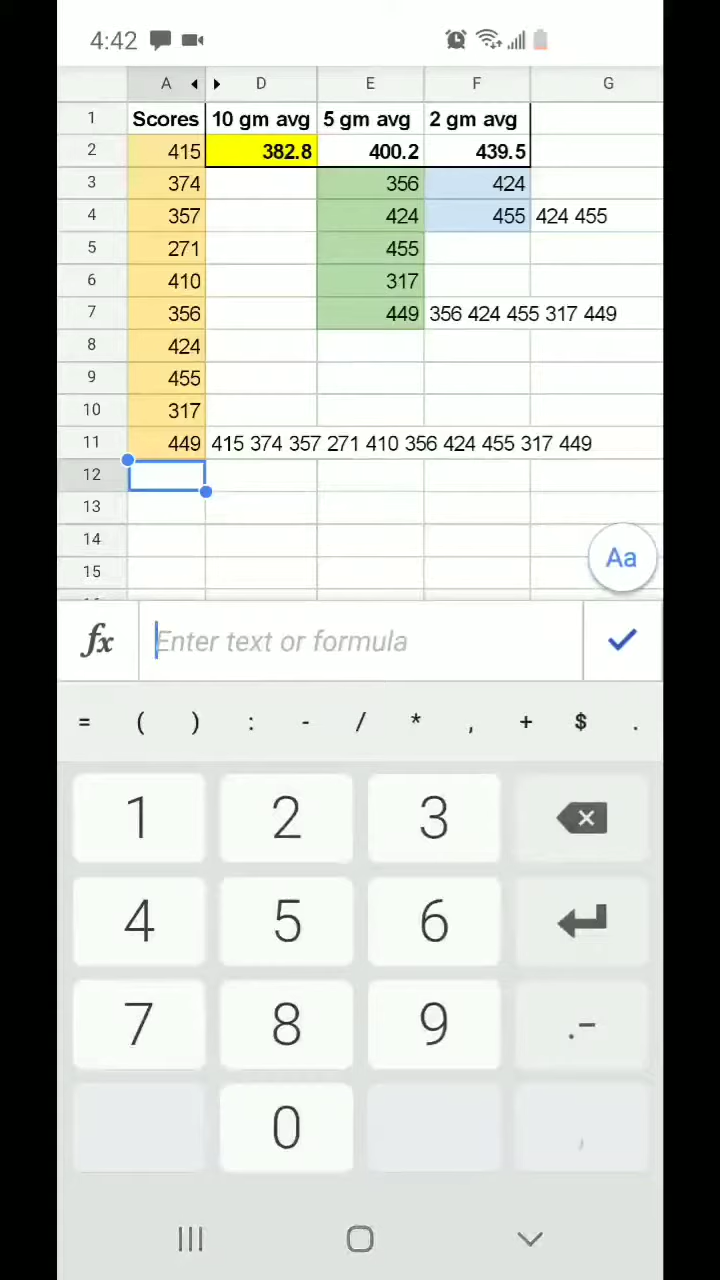 4:42
A D E F G
1 Scores 10 gm avg 5 gm avg 2 gm avg
2 415 382.8 400.2 439.5
3 374 356 424
4 357 424 455 424 455
5 271 455
6 410 317
7 356 449 356 424 455 317 449
8 424
9 455
10 317
11 449 415 374 357 271 410 356 424 455 317 449
12
13
14
15
Aa
fx Enter text or formula
= ( ) : - / * , + $ .
1 2 3
4 5 6
7 8 9 .-
0 ,